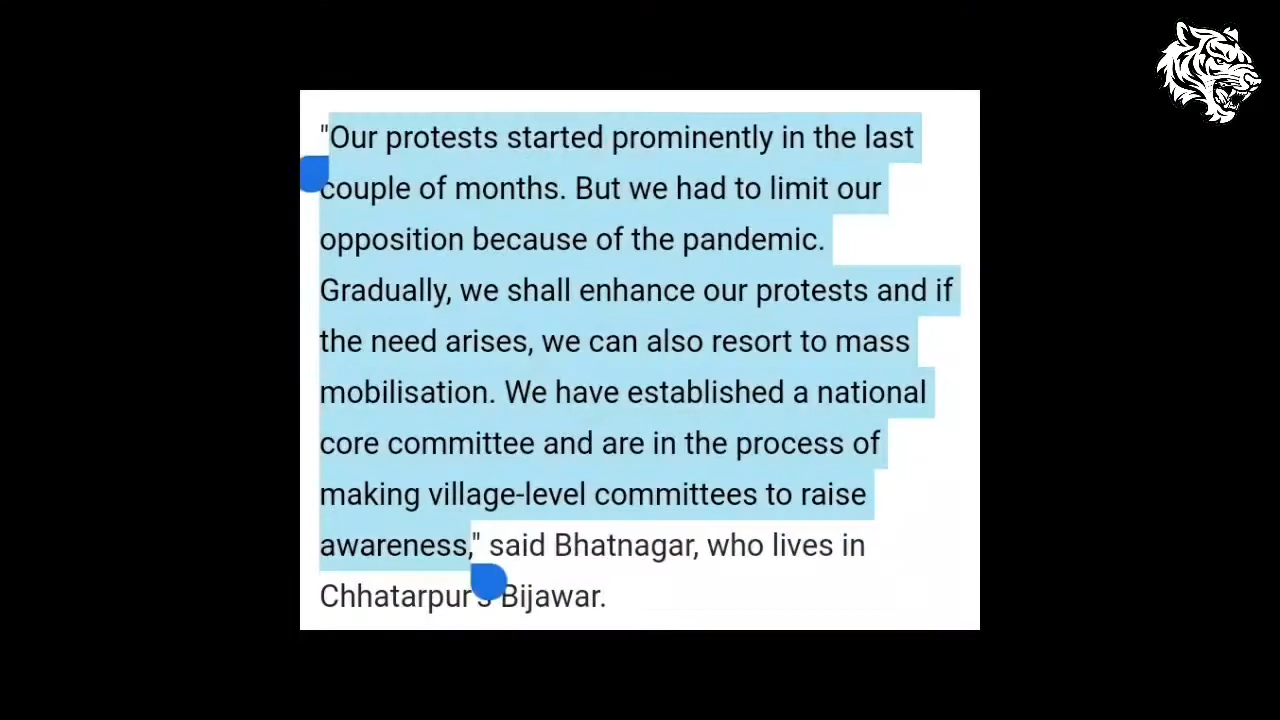 "Our protests started prominently in the last
couple of months. But we had to limit our
opposition because of the pandemic.
Gradually, we shall enhance our protests and if
the need arises, we can also resort to mass
mobilisation. We have established a national
core committee and are in the process of
making village-level committees to raise
awareness," said Bhatnagar, who lives in
Chhatarpur's Bijawar.